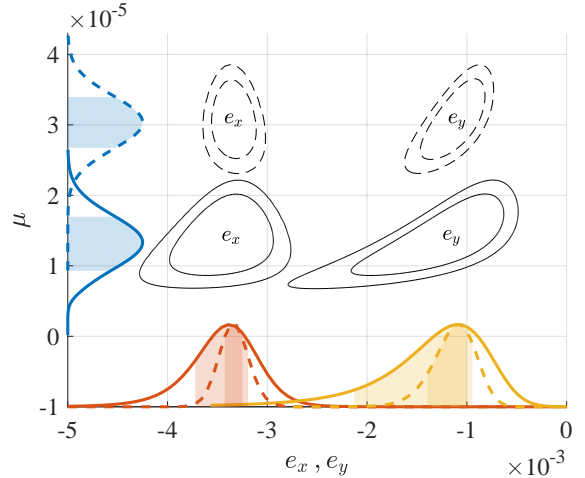 ×10⁻⁵
4
3
2
1
0
-1
μ
e_x
e_y
e_x
e_y
-5 -4 -3 -2 -1 0
e_x , e_y
×10⁻³